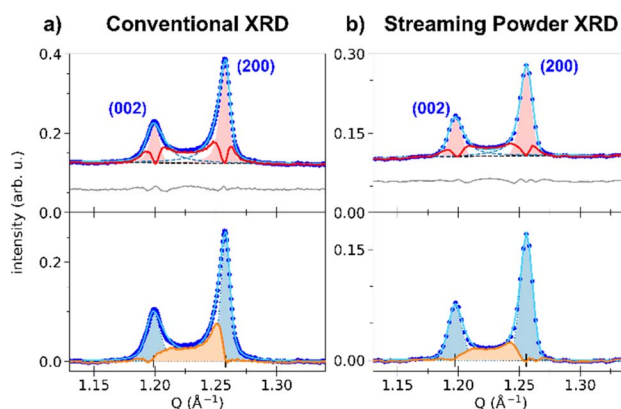 a) Conventional XRD
b) Streaming Powder XRD
0.4
(200)
(002)
0.2
0.0
0.30
(200)
(002)
0.15
0.00
intensity (arb. u.)
0.2
0.0
1.15 1.20 1.25 1.30
Q (Å⁻¹)
0.15
0.00
1.15 1.20 1.25 1.30
Q (Å⁻¹)